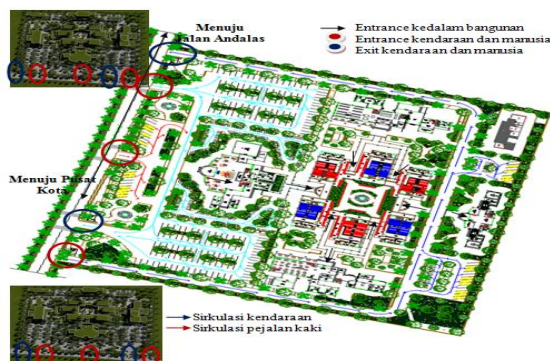 Menuju
Jalan Andalas
Entrance kedalam bangunan
Entrance kendaraan dan manusia
Exit kendaraan dan manusia
Menuju Pusat
Kota
Sirkulasi kendaraan
Sirkulasi pejalan kaki